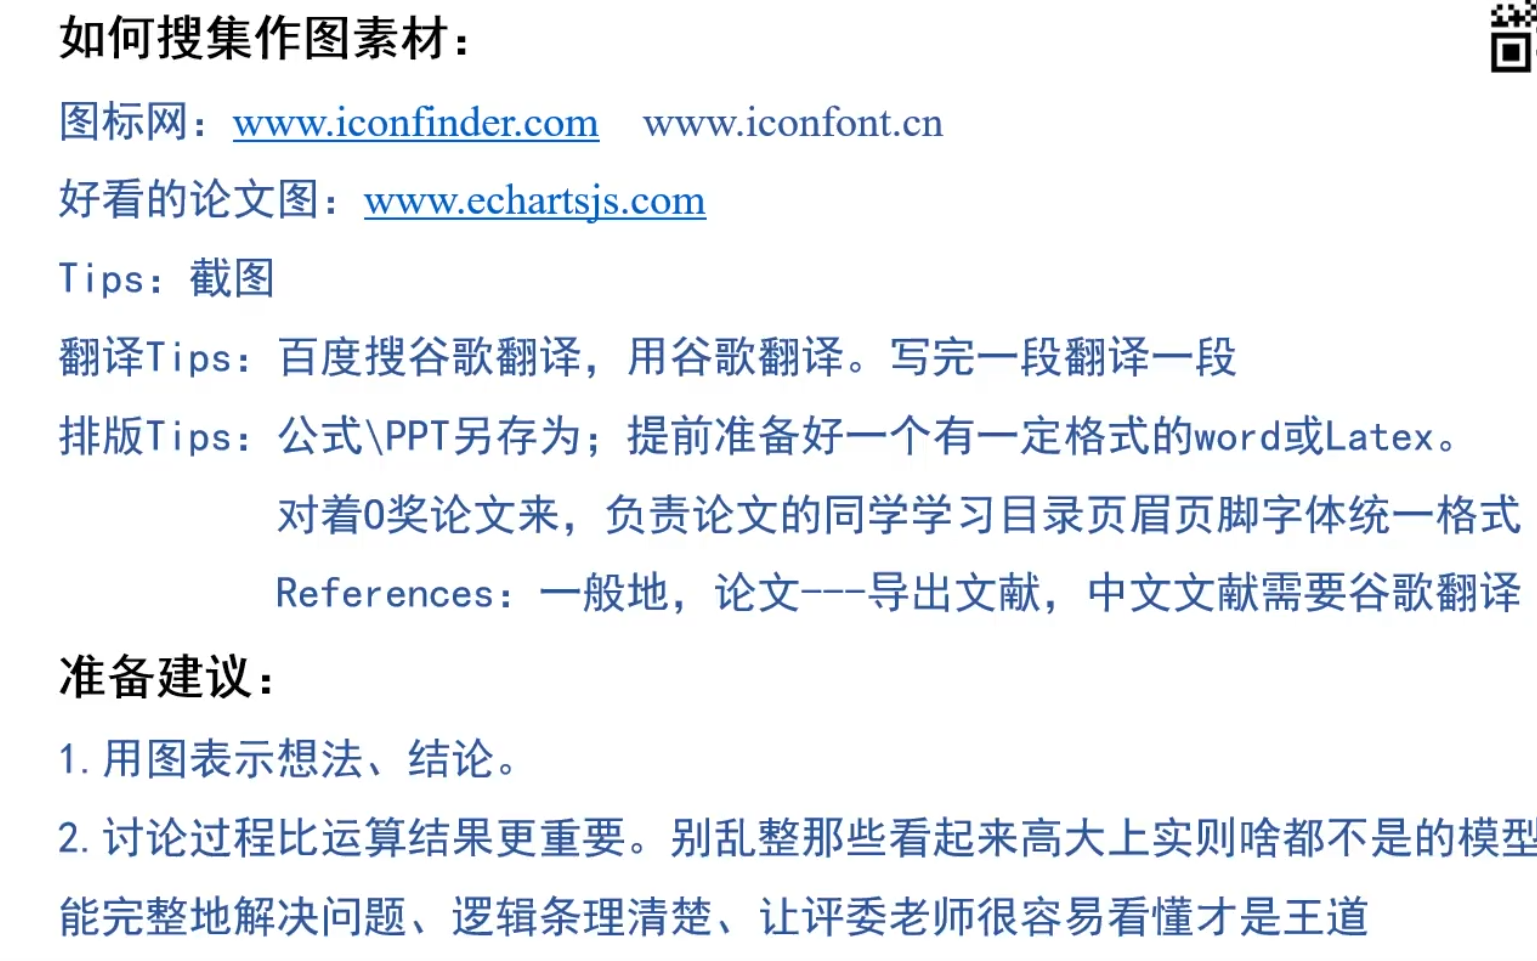 如何搜集作图素材：
图标网：www.iconfinder.com www.iconfont.cn
好看的论文图：www.echartsjs.com
Tips：截图
翻译Tips：百度搜谷歌翻译，用谷歌翻译。写完一段翻译一段
排版Tips：公式\PPT另存为；提前准备好一个有一定格式的word或Latex。
对着O奖论文来，负责论文的同学学习目录页眉页脚字体统一格式
References：一般地，论文---导出文献，中文文献需要谷歌翻译
准备建议：
1.用图表示想法、结论。
2.讨论过程比运算结果更重要。别乱整那些看起来高大上实则啥都不是的模型
能完整地解决问题、逻辑条理清楚、让评委老师很容易看懂才是王道